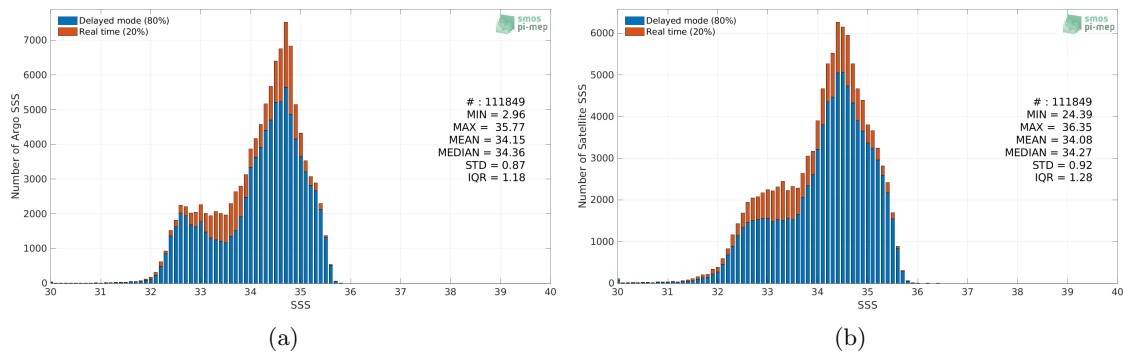 Delayed mode (80%)
Real time (20%)
smos
pi-mep
7000
6000
5000
4000
3000
2000
1000
0
Number of Argo SSS
# : 111849
MIN = 2.96
MAX = 35.77
MEAN = 34.15
MEDIAN = 34.36
STD = 0.87
IQR = 1.18
30 31 32 33 34 35 36 37 38 39 40
SSS
(a)
Delayed mode (80%)
Real time (20%)
smos
pi-mep
6000
5000
4000
3000
2000
1000
0
Number of Satellite SSS
# : 111849
MIN = 24.39
MAX = 36.35
MEAN = 34.08
MEDIAN = 34.27
STD = 0.92
IQR = 1.28
30 31 32 33 34 35 36 37 38 39 40
SSS
(b)